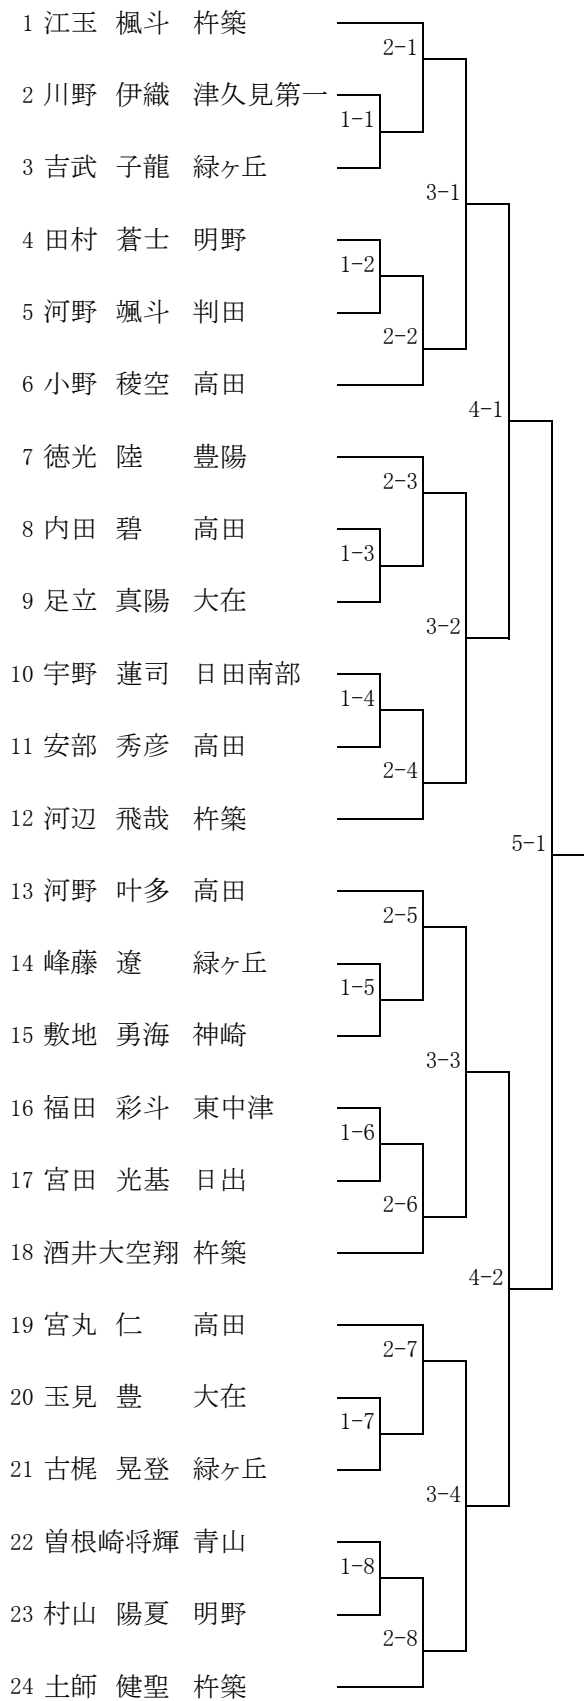 1 江玉 楓斗 杵築
2-1
2 川野 伊織 津久見第一
1-1
3 吉武 子龍 緑ヶ丘
3-1
4 田村 蒼士 明野
1-2
5 河野 颯斗 判田
2-2
6 小野 稜空 高田
4-1
7 徳光 陸 豊陽
2-3
8 内田 碧 高田
1-3
9 足立 真陽 大在
3-2
10 宇野 蓮司 日田南部
1-4
11 安部 秀彦 高田
2-4
12 河辺 飛哉 杵築
5-1
13 河野 叶多 高田
2-5
14 峰藤 遼 緑ヶ丘
1-5
15 敷地 勇海 神崎
3-3
16 福田 彩斗 東中津
1-6
17 宮田 光基 日出
2-6
18 酒井大空翔 杵築
4-2
19 宮丸 仁 高田
2-7
20 玉見 豊 大在
1-7
21 古梶 晃登 緑ヶ丘
3-4
22 曽根崎将輝 青山
1-8
23 村山 陽夏 明野
2-8
24 土師 健聖 杵築